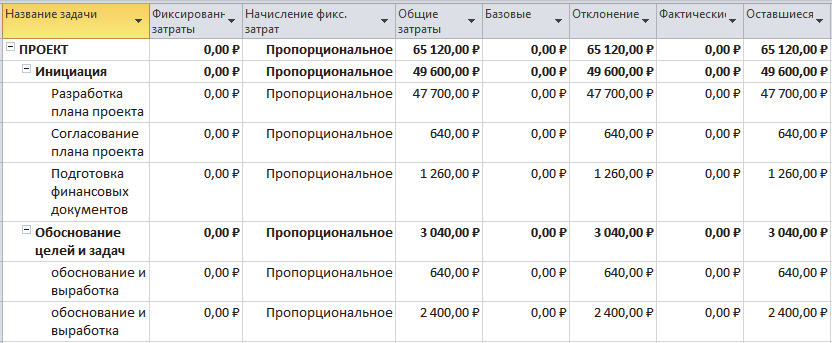 Название задачи Фиксированн затраты Начисление фикс. затрат Общие затраты Базовые Отклонение Фактические Оставшиеся
ПРОЕКТ 0,00 ₽ Пропорциональное 65 120,00 ₽ 0,00 ₽ 65 120,00 ₽ 0,00 ₽ 65 120,00 ₽
Инициация 0,00 ₽ Пропорциональное 49 600,00 ₽ 0,00 ₽ 49 600,00 ₽ 0,00 ₽ 49 600,00 ₽
Разработка 0,00 ₽ Пропорциональное 47 700,00 ₽ 0,00 ₽ 47 700,00 ₽ 0,00 ₽ 47 700,00 ₽
плана проекта
Согласование 0,00 ₽ Пропорциональное 640,00 ₽ 0,00 ₽ 640,00 ₽ 0,00 ₽ 640,00 ₽
плана проекта
Подготовка 0,00 ₽ Пропорциональное 1 260,00 ₽ 0,00 ₽ 1 260,00 ₽ 0,00 ₽ 1 260,00 ₽
финансовых
документов
Обоснование 0,00 ₽ Пропорциональное 3 040,00 ₽ 0,00 ₽ 3 040,00 ₽ 0,00 ₽ 3 040,00 ₽
целей и задач
обоснование и 0,00 ₽ Пропорциональное 640,00 ₽ 0,00 ₽ 640,00 ₽ 0,00 ₽ 640,00 ₽
выработка
обоснование и 0,00 ₽ Пропорциональное 2 400,00 ₽ 0,00 ₽ 2 400,00 ₽ 0,00 ₽ 2 400,00 ₽
выработка